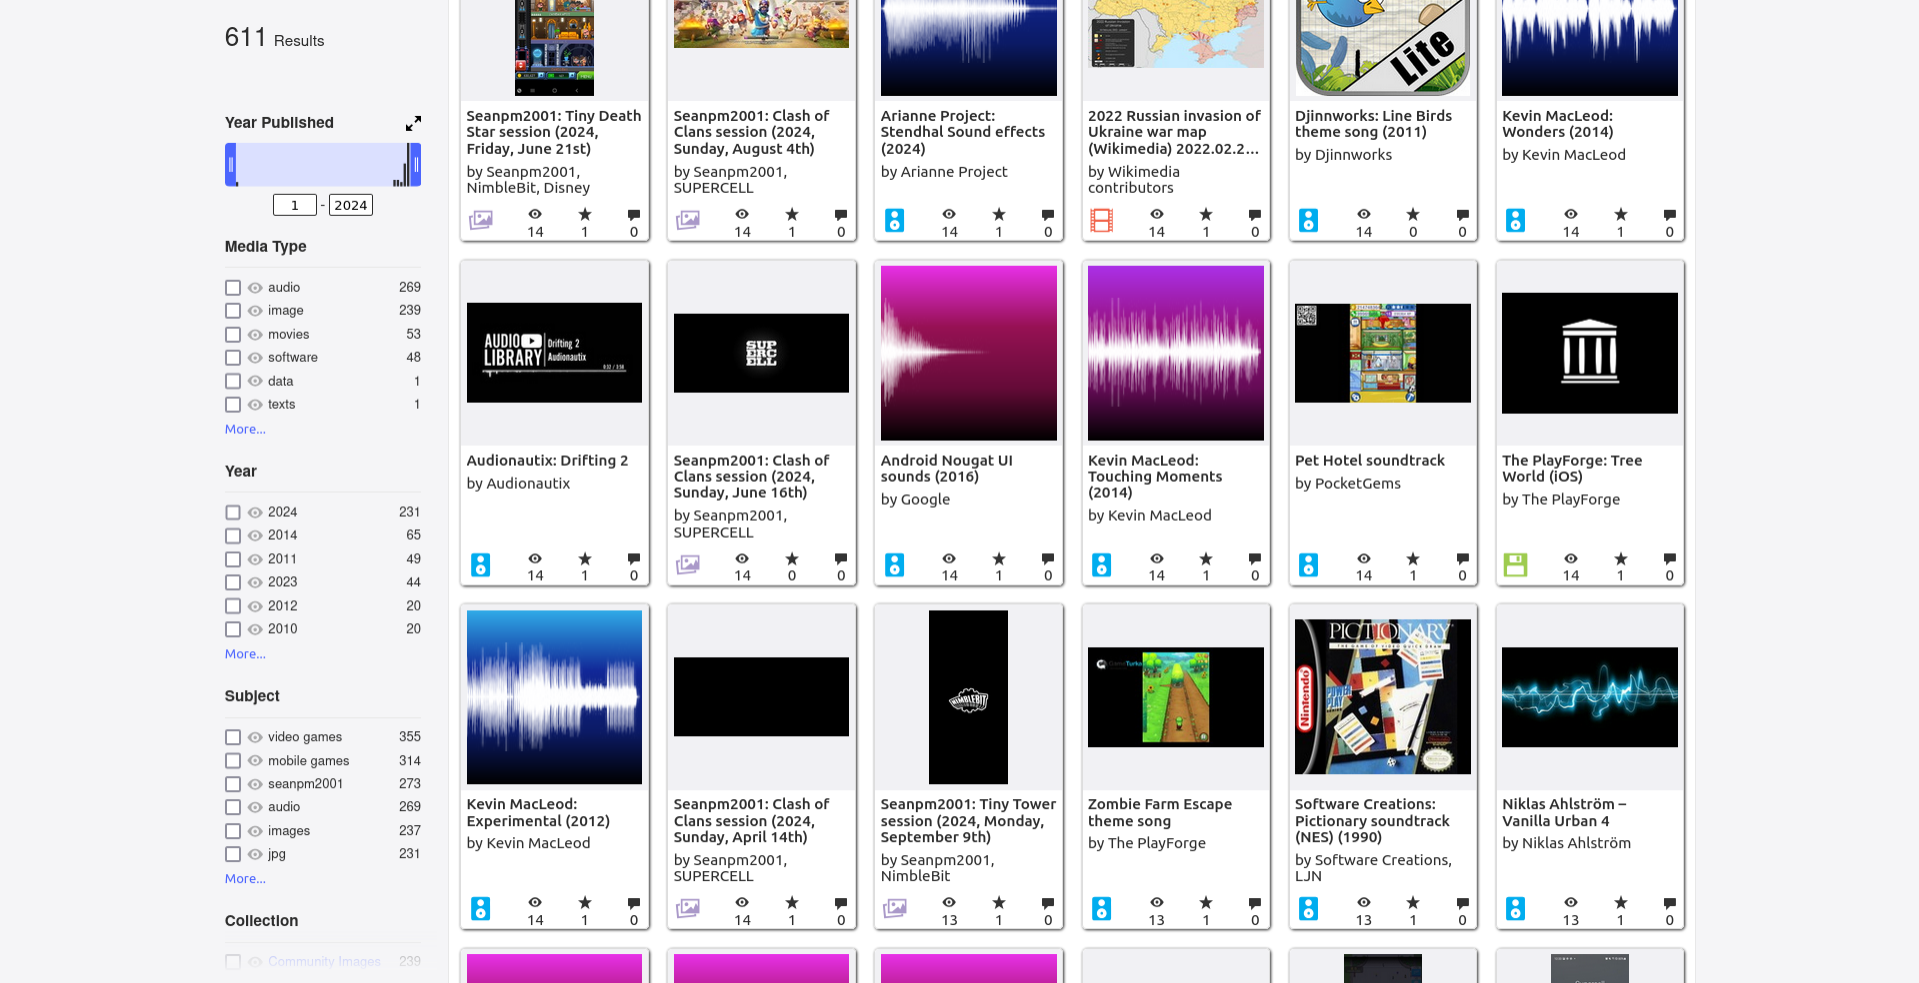 611 Results
Year Published
1 - 2024
Media Type
audio 269
image 239
movies 53
software 48
data 1
texts 1
More...
Year
2024 231
2014 65
2011 49
2023 44
2012 20
2010 20
More...
Subject
video games 355
mobile games 314
seanpm2001 273
audio 269
images 237
jpg 231
More...
Collection
Community Images 239
Seanpm2001: Tiny Death
Star session (2024,
Friday, June 21st)
by Seanpm2001,
NimbleBit, Disney
14 1 0
Seanpm2001: Clash of
Clans session (2024,
Sunday, August 4th)
by Seanpm2001,
SUPERCELL
14 1 0
Arianne Project:
Stendhal Sound effects
(2024)
by Arianne Project
14 1 0
2022 Russian invasion of
Ukraine war map
(Wikimedia) 2022.02.2...
by Wikimedia
contributors
14 1 0
Lite
Djinnworks: Line Birds
theme song (2011)
by Djinnworks
14 0 0
Kevin MacLeod:
Wonders (2014)
by Kevin MacLeod
14 1 0
AUDIO
LIBRARY
Drifting 2
Audionautix
Audionautix: Drifting 2
by Audionautix
14 1 0
SUP
ERC
ELL
Seanpm2001: Clash of
Clans session (2024,
Sunday, June 16th)
by Seanpm2001,
SUPERCELL
14 0 0
Android Nougat UI
sounds (2016)
by Google
14 1 0
Kevin MacLeod:
Touching Moments
(2014)
by Kevin MacLeod
14 1 0
Pet Hotel soundtrack
by PocketGems
14 1 0
The PlayForge: Tree
World (iOS)
by The PlayForge
14 1 0
Kevin MacLeod:
Experimental (2012)
by Kevin MacLeod
14 1 0
Seanpm2001: Clash of
Clans session (2024,
Sunday, April 14th)
by Seanpm2001,
SUPERCELL
14 1 0
NIMBLEBIT
Seanpm2001: Tiny Tower
session (2024, Monday,
September 9th)
by Seanpm2001,
NimbleBit
13 1 0
Zombie Farm Escape
theme song
by The PlayForge
13 1 0
PICTIONARY
THE GAME OF VIDEO QUICK DRAW
Nintendo
Software Creations:
Pictionary soundtrack
(NES) (1990)
by Software Creations,
LJN
13 1 0
Niklas Ahlström –
Vanilla Urban 4
by Niklas Ahlström
13 1 0